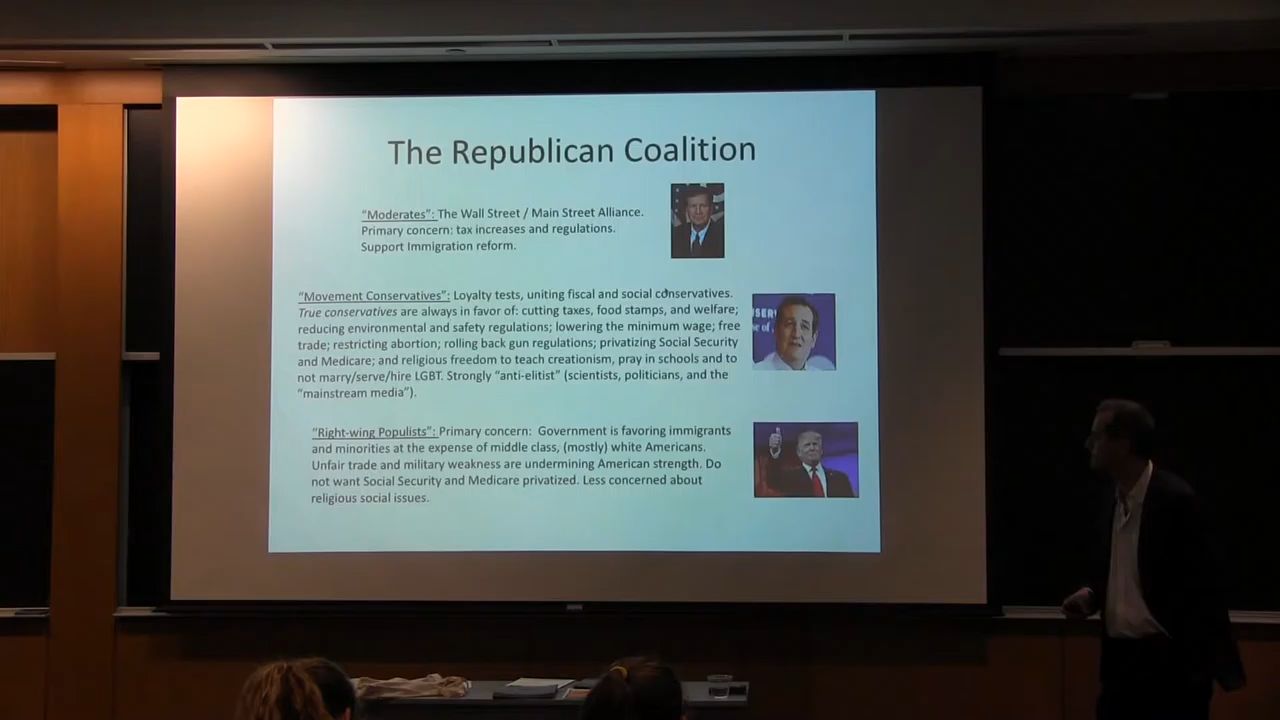 The Republican Coalition
“Moderates”: The Wall Street / Main Street Alliance.
Primary concern: tax increases and regulations.
Support Immigration reform.
“Movement Conservatives”: Loyalty tests, uniting fiscal and social conservatives.
True conservatives are always in favor of: cutting taxes, food stamps, and welfare;
reducing environmental and safety regulations; lowering the minimum wage; free
trade; restricting abortion; rolling back gun regulations; privatizing Social Security
and Medicare; and religious freedom to teach creationism, pray in schools and to
not marry/serve/hire LGBT. Strongly “anti-elitist” (scientists, politicians, and the
“mainstream media”).
“Right-wing Populists”: Primary concern: Government is favoring immigrants
and minorities at the expense of middle class, (mostly) white Americans.
Unfair trade and military weakness are undermining American strength. Do
not want Social Security and Medicare privatized. Less concerned about
religious social issues.